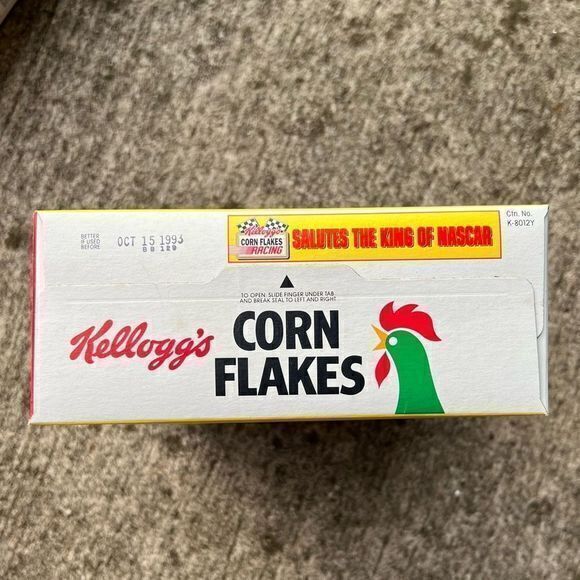 BETTER
IF USED
BEFORE
OCT 15 1993
Kellogg's
CORN FLAKES
RACING
SALUTES THE KING OF NASCAR
Ctn. No.
K-8012Y
TO OPEN: SLIDE FINGER UNDER TAB
AND BREAK SEAL TO LEFT AND RIGHT
Kellogg's
CORN
FLAKES